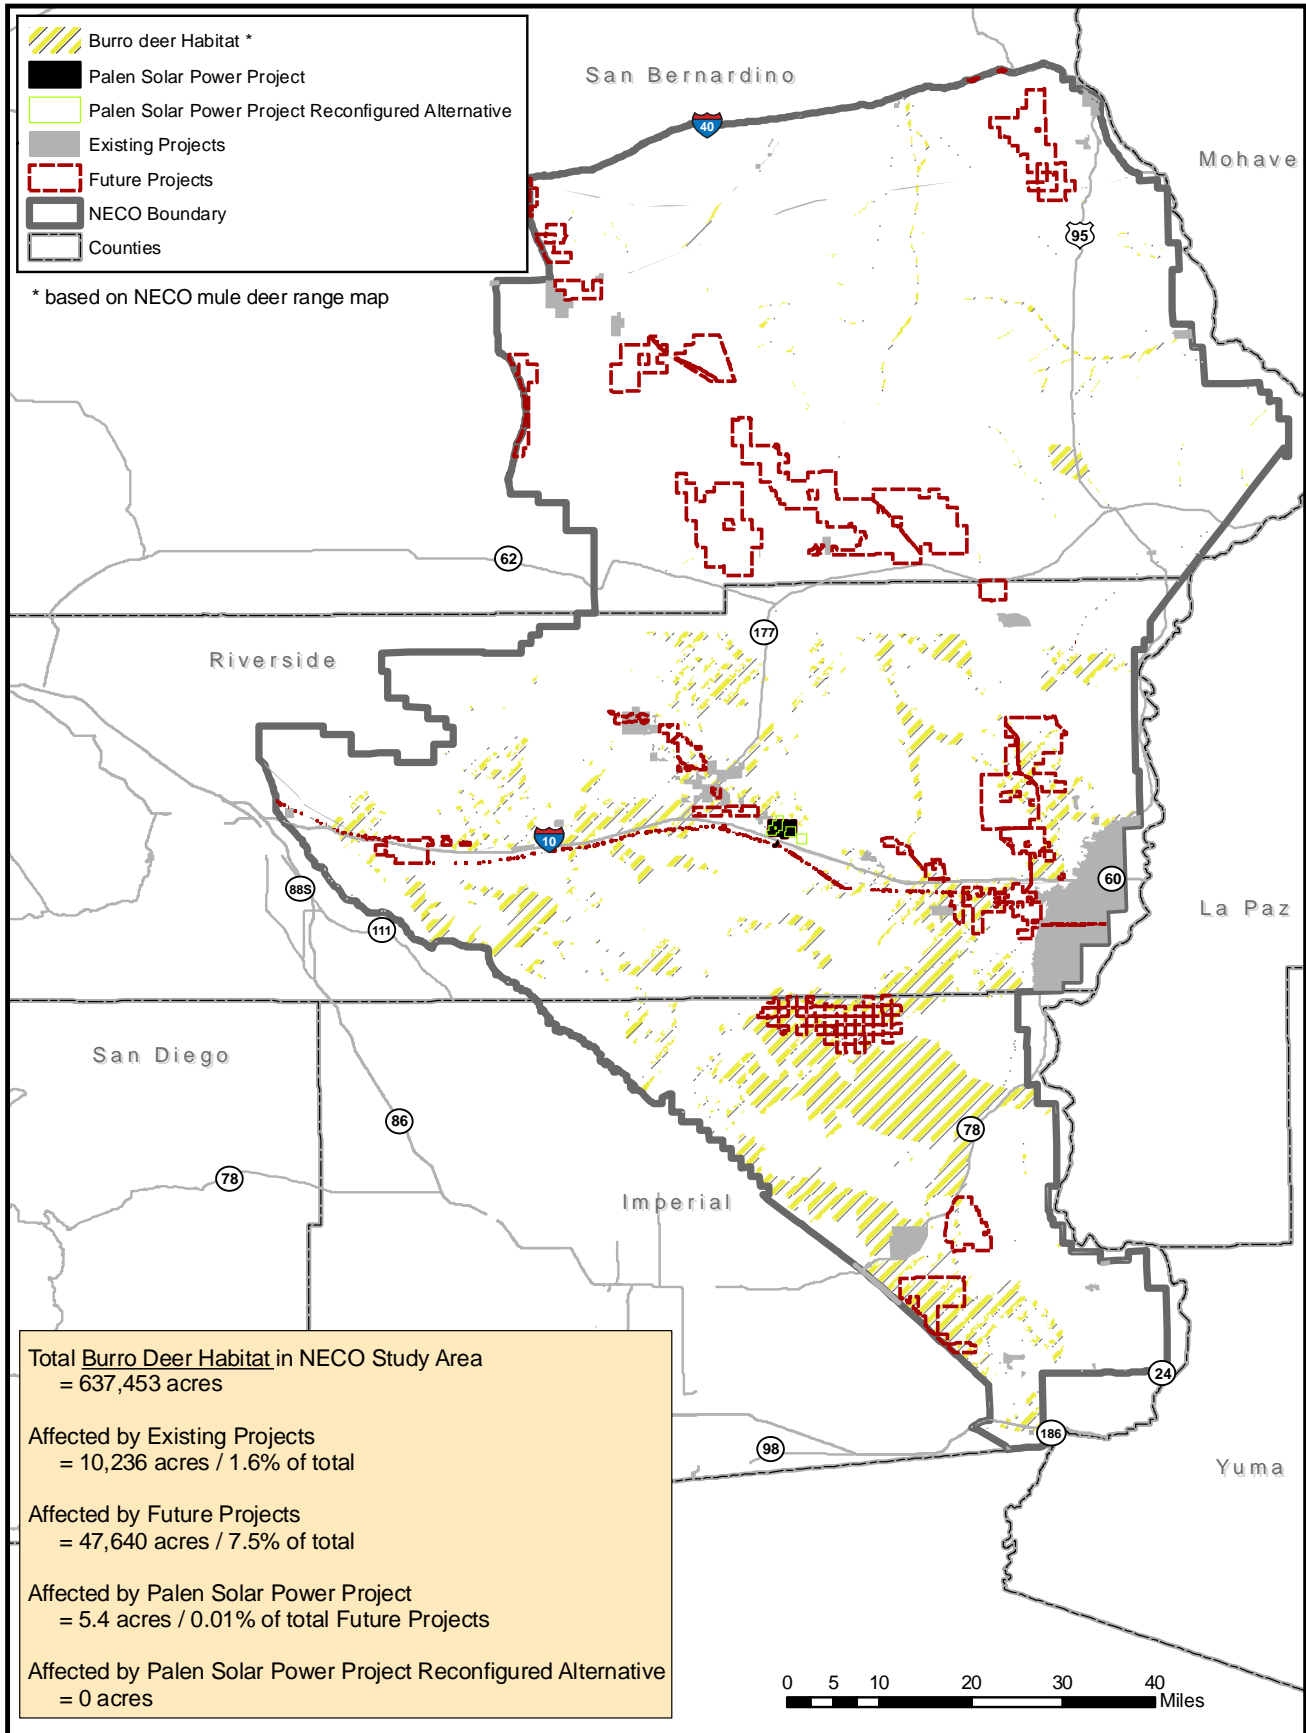 Burro deer Habitat *
Palen Solar Power Project
Palen Solar Power Project Reconfigured Alternative
Existing Projects
Future Projects
NECO Boundary
Counties
* based on NECO mule deer range map
San Bernardino
40
Mohave
95
62
177
Riverside
10
88S
60
111
La Paz
San Diego
86
78
78
Imperial
24
186
98
Yuma
Total Burro Deer Habitat in NECO Study Area
= 637,453 acres
Affected by Existing Projects
= 10,236 acres / 1.6% of total
Affected by Future Projects
= 47,640 acres / 7.5% of total
Affected by Palen Solar Power Project
= 5.4 acres / 0.01% of total Future Projects
Affected by Palen Solar Power Project Reconfigured Alternative
= 0 acres
0 5 10 20 30 40
Miles